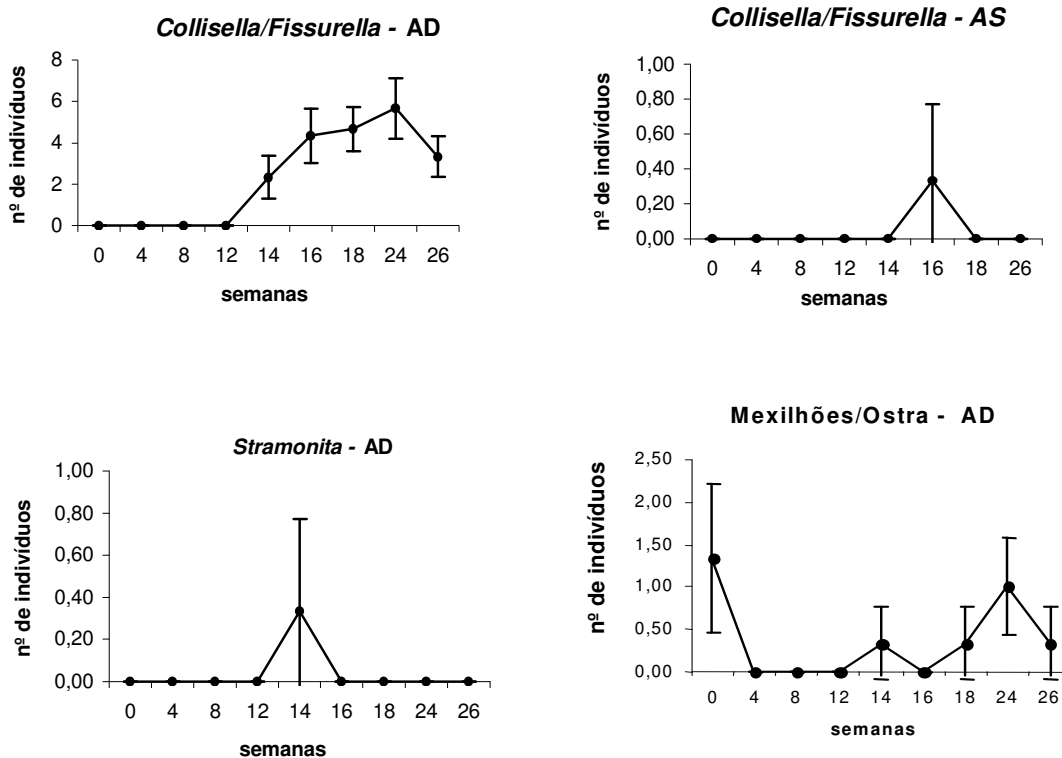 Collisella/Fissurella - AD
nº de indivíduos
8
6
4
2
0
0 4 8 12 14 16 18 24 26
semanas
Collisella/Fissurella - AS
nº de indivíduos
1,00
0,80
0,60
0,40
0,20
0,00
0 4 8 12 14 16 18 26
semanas
Stramonita - AD
nº de indivíduos
1,00
0,80
0,60
0,40
0,20
0,00
0 4 8 12 14 16 18 24 26
semanas
Mexilhões/Ostra - AD
nº de indivíduos
2,50
2,00
1,50
1,00
0,50
0,00
0 4 8 12 14 16 18 24 26
semanas